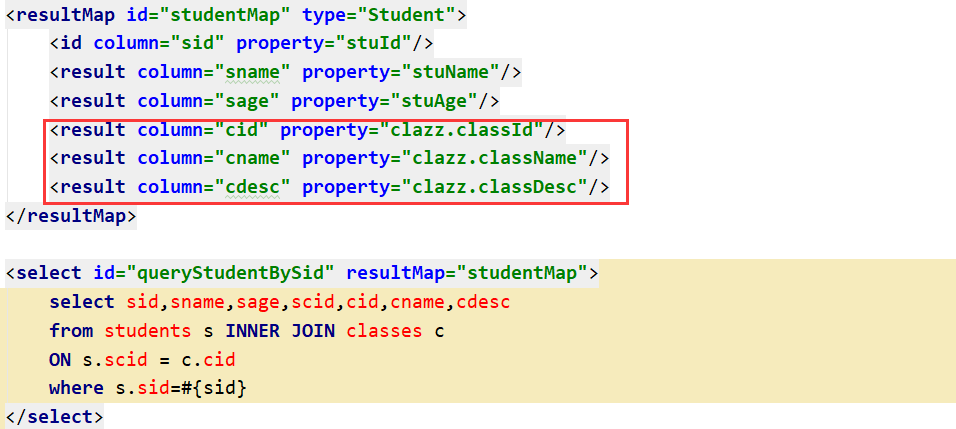 <resultMap id="studentMap" type="Student">
<id column="sid" property="stuId"/>
<result column="sname" property="stuName"/>
<result column="sage" property="stuAge"/>
<result column="cid" property="clazz.classId"/>
<result column="cname" property="clazz.className"/>
<result column="cdesc" property="clazz.classDesc"/>
</resultMap>
<select id="queryStudentBySid" resultMap="studentMap">
select sid,sname,sage,scid,cid,cname,cdesc
from students s INNER JOIN classes c
ON s.scid = c.cid
where s.sid=#{sid}
</select>